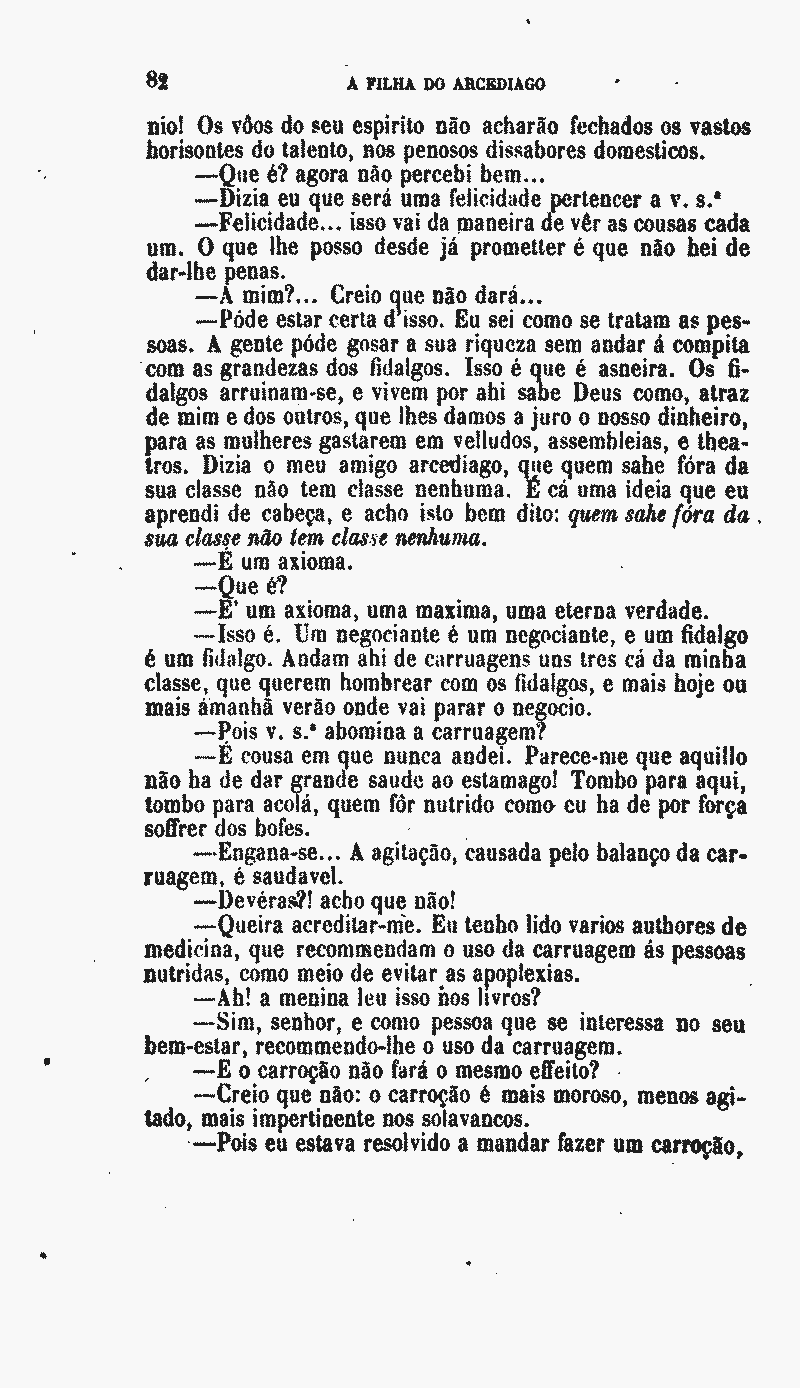 82 A FILHA DO ARCEDIAGO
nio! Os vôos do seu espirito não acharão fechados os vastos
horisontes do talento, nos penosos dissabores domesticos.
—Que é? agora não percebi bem...
—Dizia eu que será uma felicidade pertencer a v. s.ª
—Felicidade... isso vai da maneira de vêr as cousas cada
um. O que lhe posso desde já prometter é que não hei de
dar-lhe penas.
—A mim?... Creio que não dará...
—Póde estar certa d'isso. Eu sei como se tratam as pes-
soas. A gente póde gosar a sua riqueza sem andar á compita
com as grandezas dos fidalgos. Isso é que é asneira. Os fi-
dalgos arruinam-se, e vivem por ahi sabe Deus como, atraz
de mim e dos outros, que lhes damos a juro o nosso dinheiro,
para as mulheres gastarem em velludos, assembleias, e thea-
tros. Dizia o meu amigo arcediago, que quem sahe fóra da
sua classe não tem classe nenhuma. É cá uma ideia que eu
aprendi de cabeça, e acho isto bem dito: quem sahe fóra da
sua classe não tem classe nenhuma.
—É um axioma.
—Que é?
—E' um axioma, uma maxima, uma eterna verdade.
—Isso é. Um negociante é um negociante, e um fidalgo
é um fidalgo. Andam ahi de carruagens uns tres cá da minha
classe, que querem hombrear com os fidalgos, e mais hoje ou
mais ámanhã verão onde vai parar o negocio.
—Pois v. s.ª abomina a carruagem?
—É cousa em que nunca andei. Parece-me que aquillo
não ha de dar grande saude ao estamago! Tombo para aqui,
tombo para acolá, quem fôr nutrido como eu ha de por força
soffrer dos bofes.
—Engana-se... A agitação, causada pelo balanço da car-
ruagem, é saudavel.
—Devéras?! acho que não!
—Queira acreditar-me. Eu tenho lido varios authores de
medicina, que recommendam o uso da carruagem ás pessoas
nutridas, como meio de evitar as apoplexias.
—Ah! a menina leu isso nos livros?
—Sim, senhor, e como pessoa que se interessa no seu
bem-estar, recommendo-lhe o uso da carruagem.
—E o carroção não fará o mesmo effeito?
—Creio que não: o carroção é mais moroso, menos agi-
tado, mais impertinente nos solavancos.
—Pois eu estava resolvido a mandar fazer um carroção,